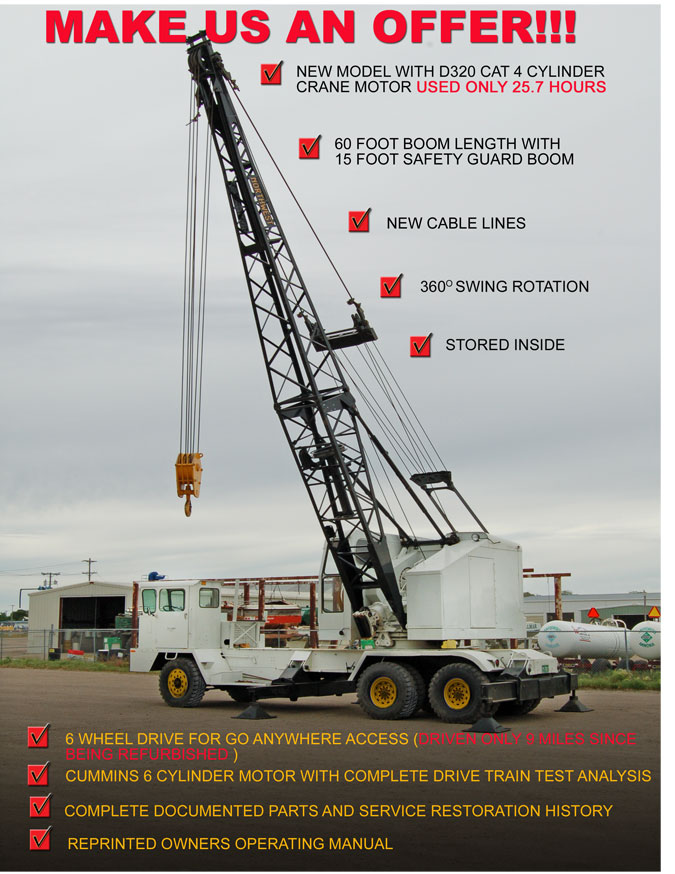 MAKE US AN OFFER!!!
NEW MODEL WITH D320 CAT 4 CYLINDER
CRANE MOTOR USED ONLY 25.7 HOURS
60 FOOT BOOM LENGTH WITH
15 FOOT SAFETY GUARD BOOM
NORTHWEST
NEW CABLE LINES
360° SWING ROTATION
STORED INSIDE
6 WHEEL DRIVE FOR GO ANYWHERE ACCESS (DRIVEN ONLY MILES SINCE
BEING REFURBISHED )
CUMMINS 6 CYLINDER MOTOR WITH COMPLETE DRIVE TRAIN TEST ANALYSIS
COMPLETE DOCUMENTED PARTS AND SERVICE RESTORATION HISTORY
REPRINTED OWNERS OPERATING MANUAL